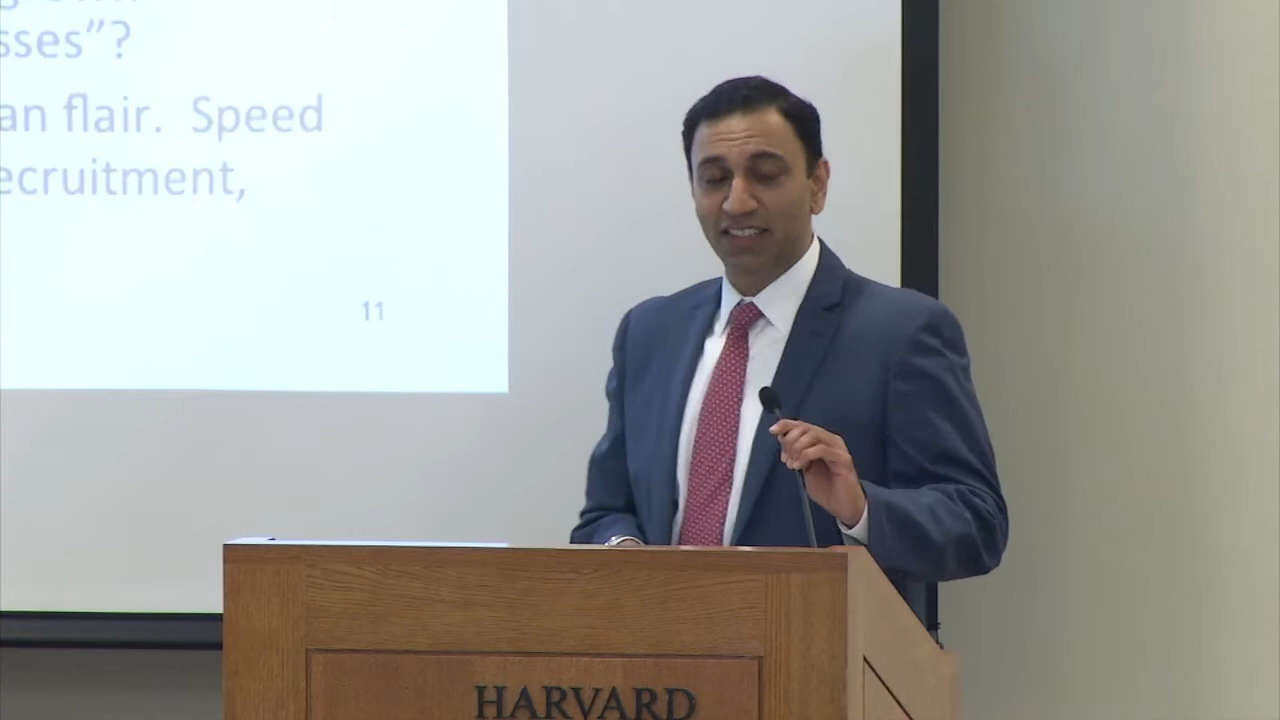 sses”?
an flair. Speed
ecruitment,
11
HARVARD